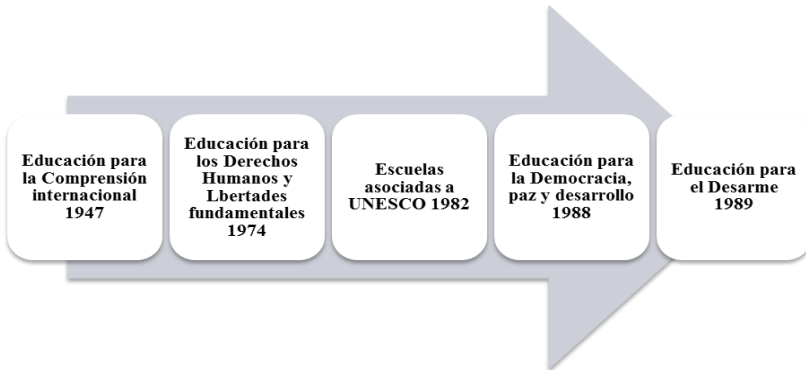 Educación para
la Comprensión
internacional
1947
Educación para
los Derechos
Humanos y
Lbertades
fundamentales
1974
Escuelas
asociadas a
UNESCO 1982
Educación para
la Democracia,
paz y desarrollo
1988
Educación para
el Desarme
1989